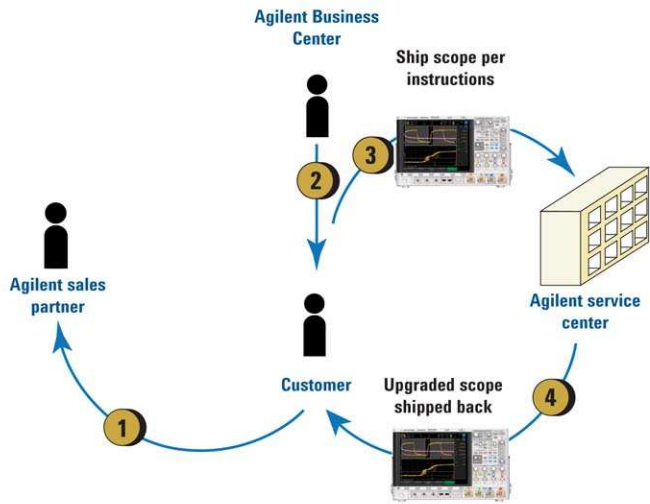 Agilent Business
Center
Ship scope per
instructions
3
2
Agilent sales
partner
Agilent service
center
Customer
Upgraded scope
shipped back
4
1